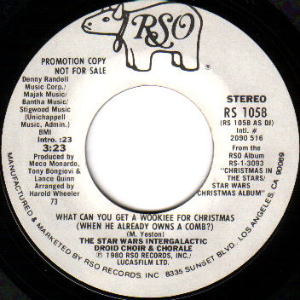 RSO
PROMOTION COPY
NOT FOR SALE
Denny Randell
Music Corp./
Majak Music/
Bantha Music/
Stigwood Music
(Unichappell
Music, Admin.)
BMI
Intro. :23
3:23
Produced by
Meco Monardo,
Tony Bongiovi &
Lance Quinn
Arranged by
Harold Wheeler
73
STEREO
RS 1058
(RS 1058 AS DJ)
Intl. #
2090 516
From the
RSO Album
RS-1-3093
"CHRISTMAS IN
THE STARS/
STAR WARS
CHRISTMAS ALBUM"
WHAT CAN YOU GET A WOOKIEE FOR CHRISTMAS
(WHEN HE ALREADY OWNS A COMB?)
(M. Yeston)
THE STAR WARS INTERGALACTIC
DROID CHOIR & CHORALE
Ⓟ 1980 RSO RECORDS, INC./
LUCASFILM LTD.
MANUFACTURED & MARKETED BY RSO RECORDS, INC. 8335 SUNSET BLVD., LOS ANGELES, CA. 90069